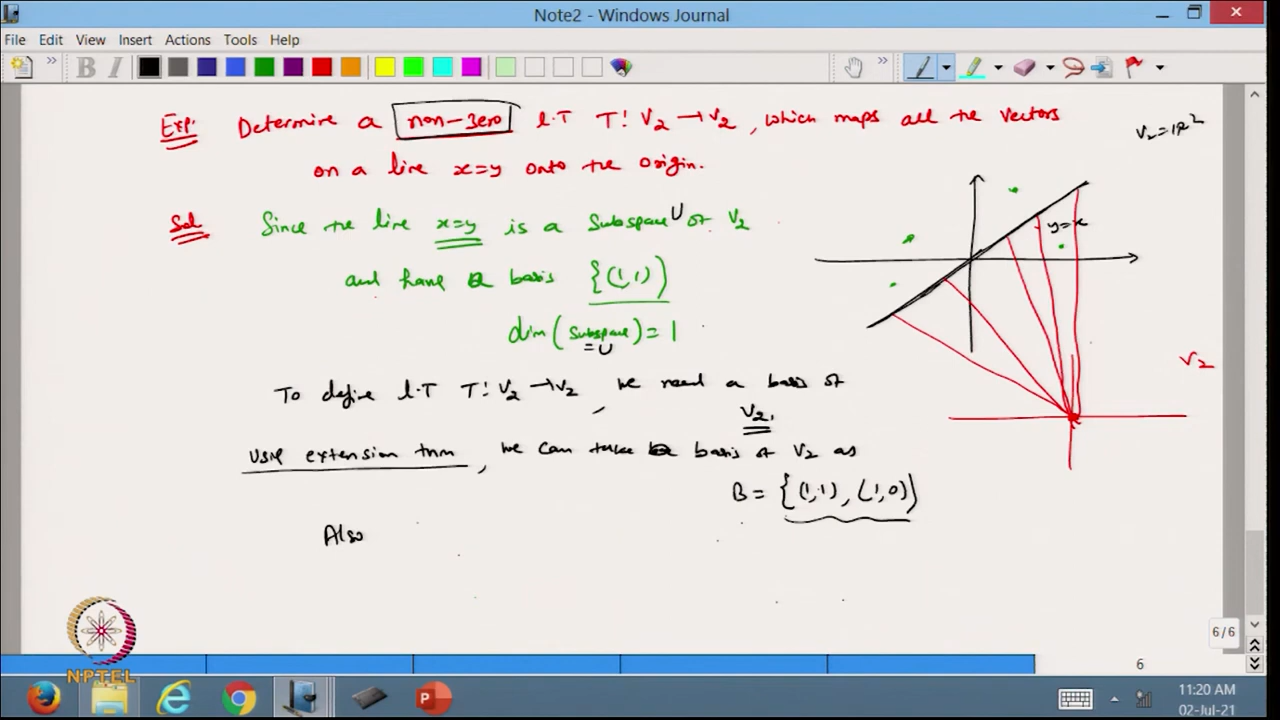 Note2 - Windows Journal
File Edit View Insert Actions Tools Help
Exp: Determine a non-zero l.T T: V2 → V2, which maps all the vectors
on a line x=y onto the origin.
V2 = IR^2
Sol Since the line x=y is a subspace U of V2
y=x
and have a basis {(1,1)}
dim(subspace) = 1
= U
V2
To define l.T T: V2 → V2, we need a basis of
V2.
Using extension thm, we can take basis of V2 as
B = {(1,1), (1,0)}
Also
6/6
NPTEL
6
11:20 AM
02-Jul-21